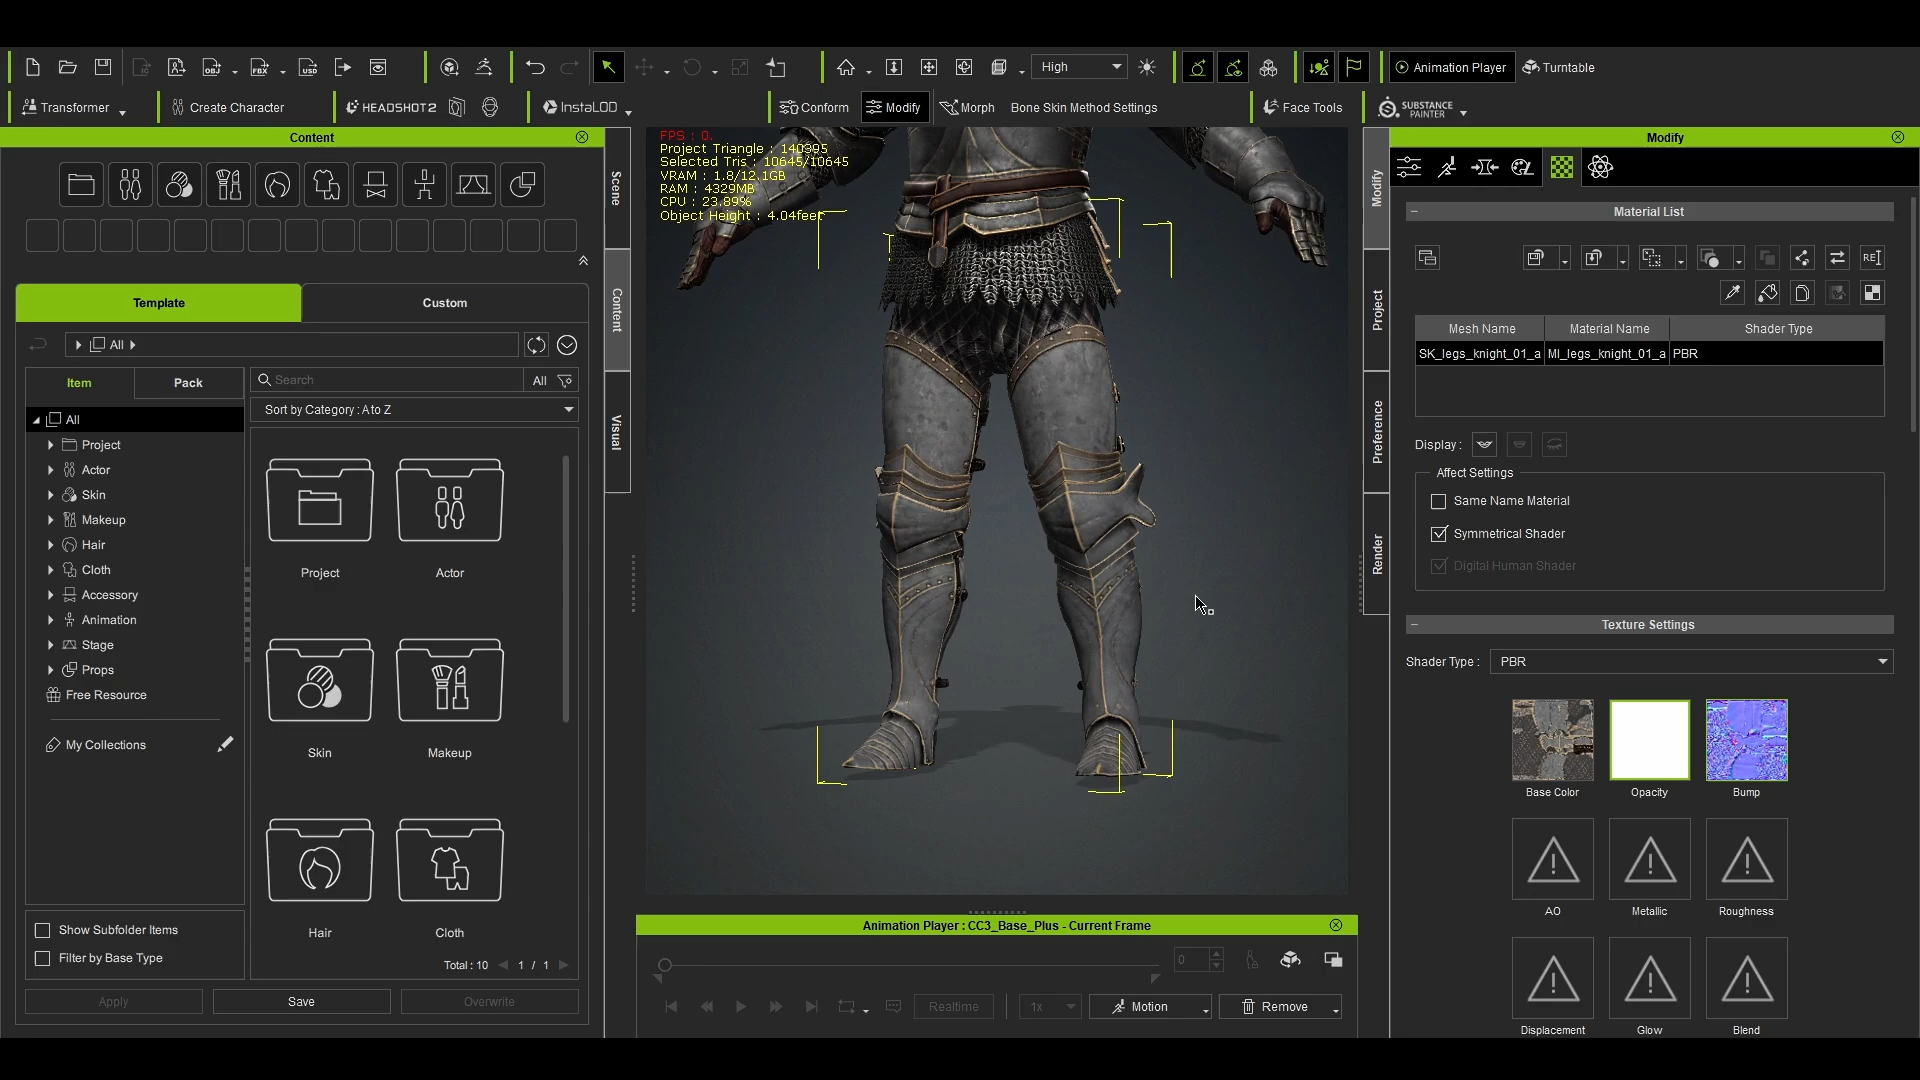 High
Animation Player
Turntable
Transformer
Create Character
HEADSHOT2
InstaLOD
Conform
Modify
Morph
Bone Skin Method Settings
Face Tools
SUBSTANCE
PAINTER
Content
Template
Custom
All
Item
Pack
Search
All
Sort by Category : A to Z
All
Project
Actor
Skin
Makeup
Hair
Cloth
Accessory
Animation
Stage
Props
Free Resource
My Collections
Project
Actor
Skin
Makeup
Hair
Cloth
Show Subfolder Items
Filter by Base Type
Total : 10
1 / 1
Apply
Save
Overwrite
Scene
Content
Visual
FPS : 0.
Project Triangle : 140395
Selected Tris : 10645/10645
VRAM : 1.8/12.1GB
RAM : 4329MB
CPU : 23.89%
Object Height : 4.04feet
Animation Player : CC3_Base_Plus - Current Frame
0
Realtime
1x
Motion
Remove
Modify
Project
Preference
Render
Modify
Material List
RE
Mesh Name
Material Name
Shader Type
SK_legs_knight_01_a
MI_legs_knight_01_a
PBR
Display :
Affect Settings
Same Name Material
Symmetrical Shader
Digital Human Shader
Texture Settings
Shader Type :
PBR
Base Color
Opacity
Bump
AO
Metallic
Roughness
Displacement
Glow
Blend